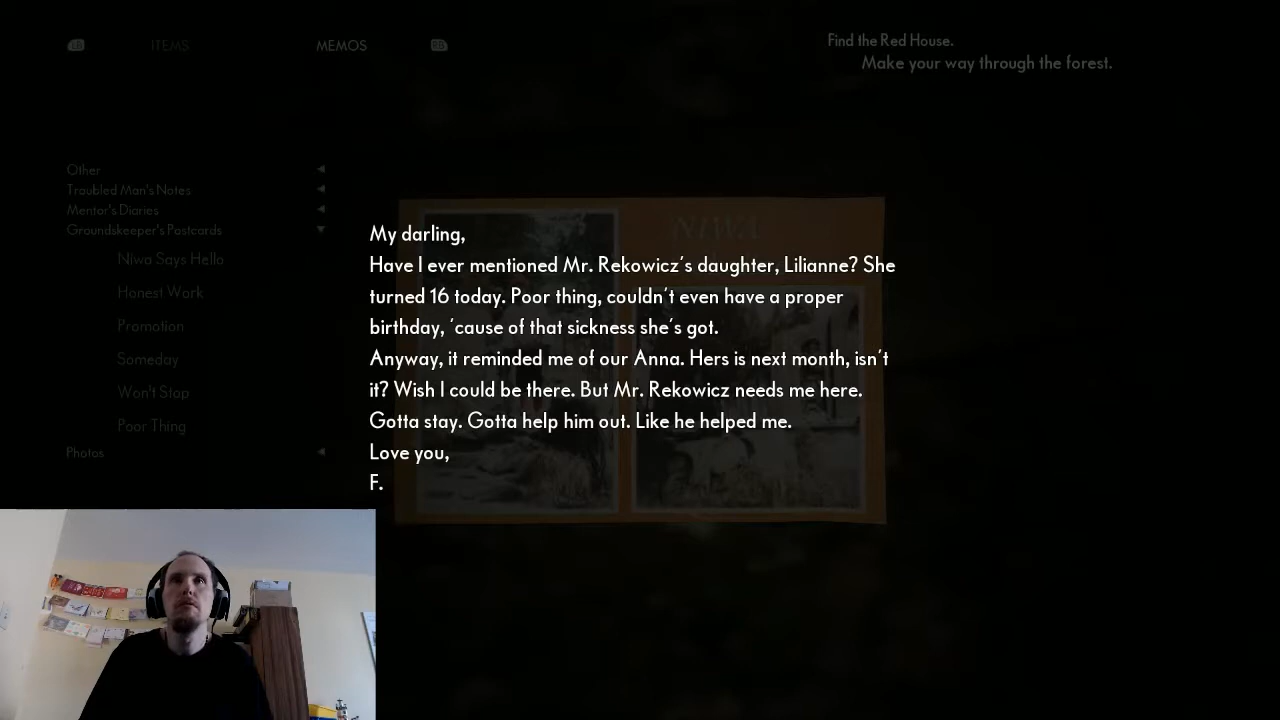 LB
ITEMS
MEMOS
RB
Find the Red House.
Make your way through the forest.
Other
Troubled Man's Notes
Mentor's Diaries
Groundskeeper's Postcards
Niwa Says Hello
Honest Work
Promotion
Someday
Won't Stop
Poor Thing
Photos
NIWA
My darling,
Have I ever mentioned Mr. Rekowicz's daughter, Lilianne? She
turned 16 today. Poor thing, couldn't even have a proper
birthday, 'cause of that sickness she's got.
Anyway, it reminded me of our Anna. Hers is next month, isn't
it? Wish I could be there. But Mr. Rekowicz needs me here.
Gotta stay. Gotta help him out. Like he helped me.
Love you,
F.